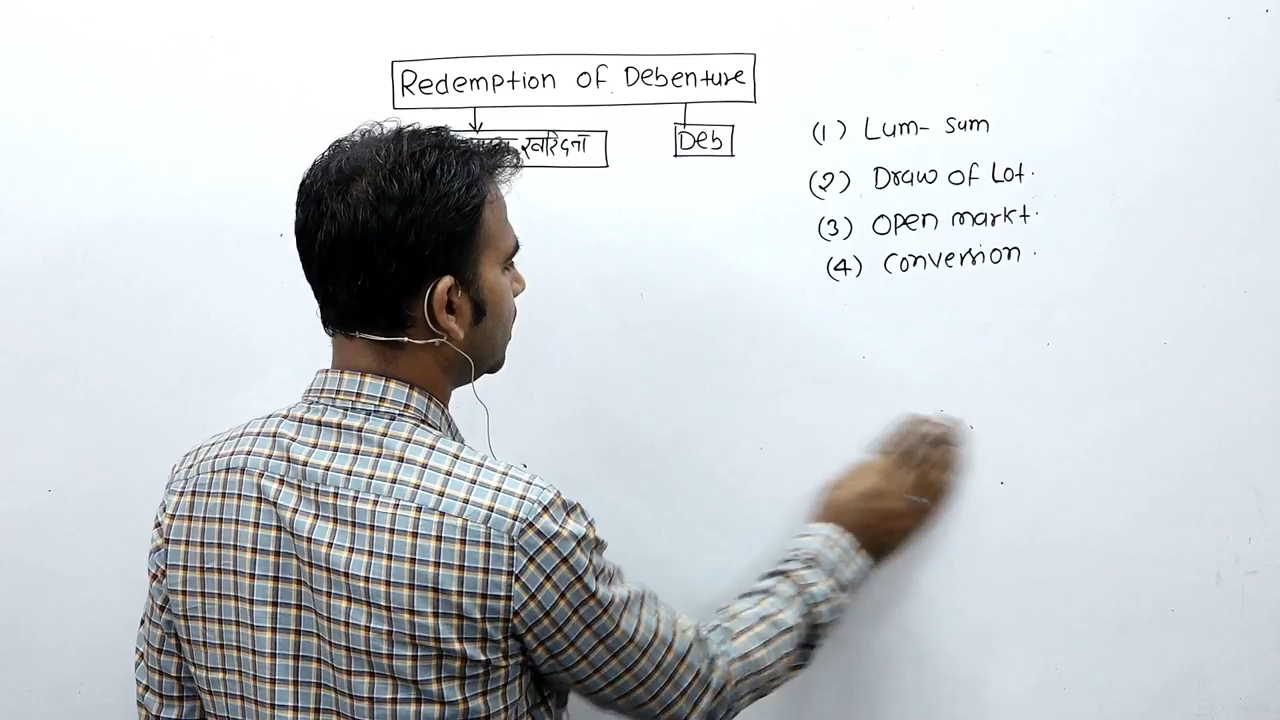 Redemption of Debenture
खरिदना
Deb
(1) Lum- sum
(2) Draw of Lot.
(3) open markt.
(4) conversion.